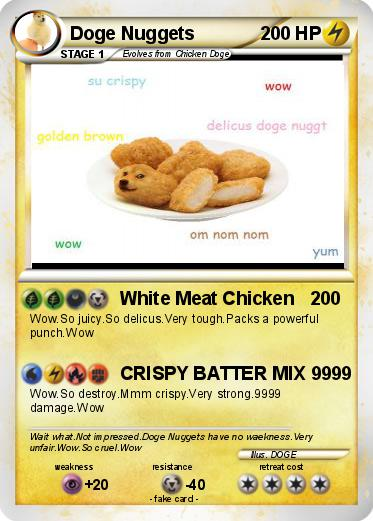 Doge Nuggets 200 HP
STAGE 1 Evolves from Chicken Doge
su crispy
wow
delicus doge nuggt
golden brown
om nom nom
wow
yum
White Meat Chicken 200
Wow.So juicy.So delicus.Very tough.Packs a powerful
punch.Wow
CRISPY BATTER MIX 9999
Wow.So destroy.Mmm crispy.Very strong.9999
damage.Wow
Wait what.Not impressed.Doge Nuggets have no waekness.Very
unfair.Wow.So cruel.Wow
Illus. DOGE
weakness resistance retreat cost
+20 -40
- fake card -